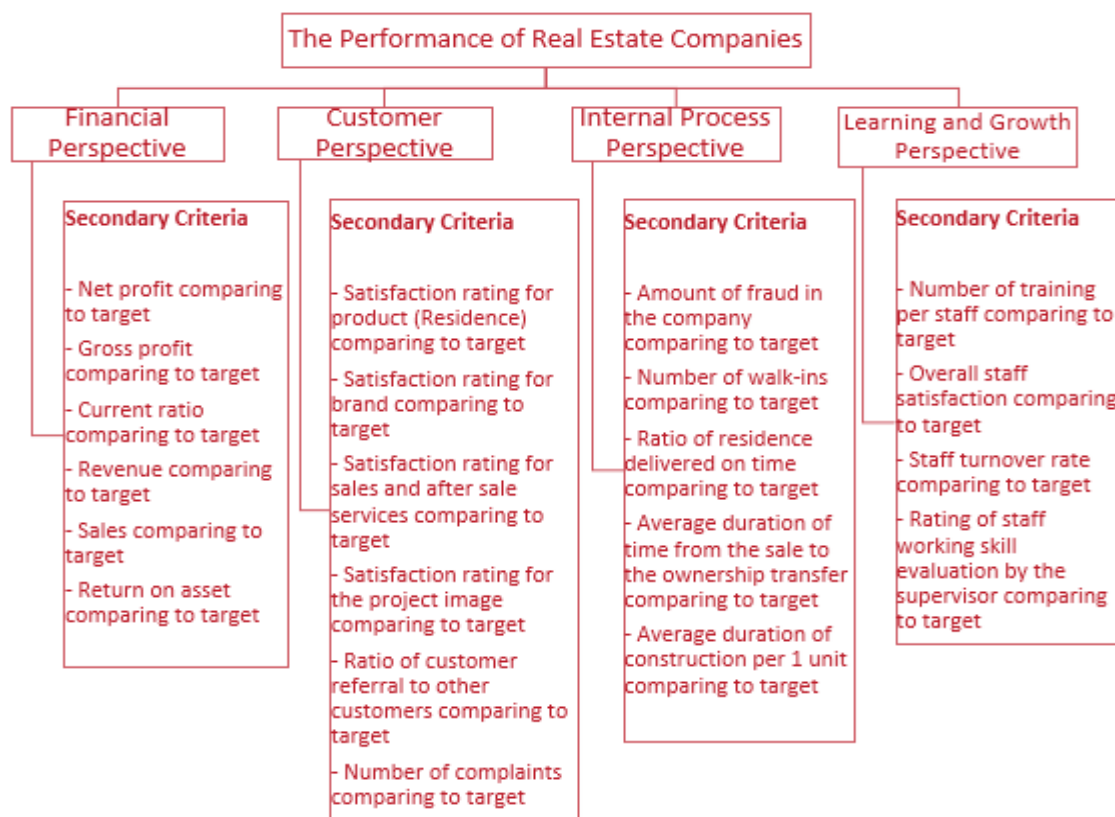 The Performance of Real Estate Companies
Financial
Perspective
Customer
Perspective
Internal Process
Perspective
Learning and Growth
Perspective
Secondary Criteria
- Net profit comparing
to target
- Gross profit
comparing to target
- Current ratio
comparing to target
- Revenue comparing
to target
- Sales comparing to
target
- Return on asset
comparing to target
Secondary Criteria
- Satisfaction rating for
product (Residence)
comparing to target
- Satisfaction rating for
brand comparing to
target
- Satisfaction rating for
sales and after sale
services comparing to
target
- Satisfaction rating for
the project image
comparing to target
- Ratio of customer
referral to other
customers comparing to
target
- Number of complaints
comparing to target
Secondary Criteria
- Amount of fraud in
the company
comparing to target
- Number of walk-ins
comparing to target
- Ratio of residence
delivered on time
comparing to target
- Average duration of
time from the sale to
the ownership transfer
comparing to target
- Average duration of
construction per 1 unit
comparing to target
Secondary Criteria
- Number of training
per staff comparing to
target
- Overall staff
satisfaction comparing
to target
- Staff turnover rate
comparing to target
- Rating of staff
working skill
evaluation by the
supervisor comparing
to target